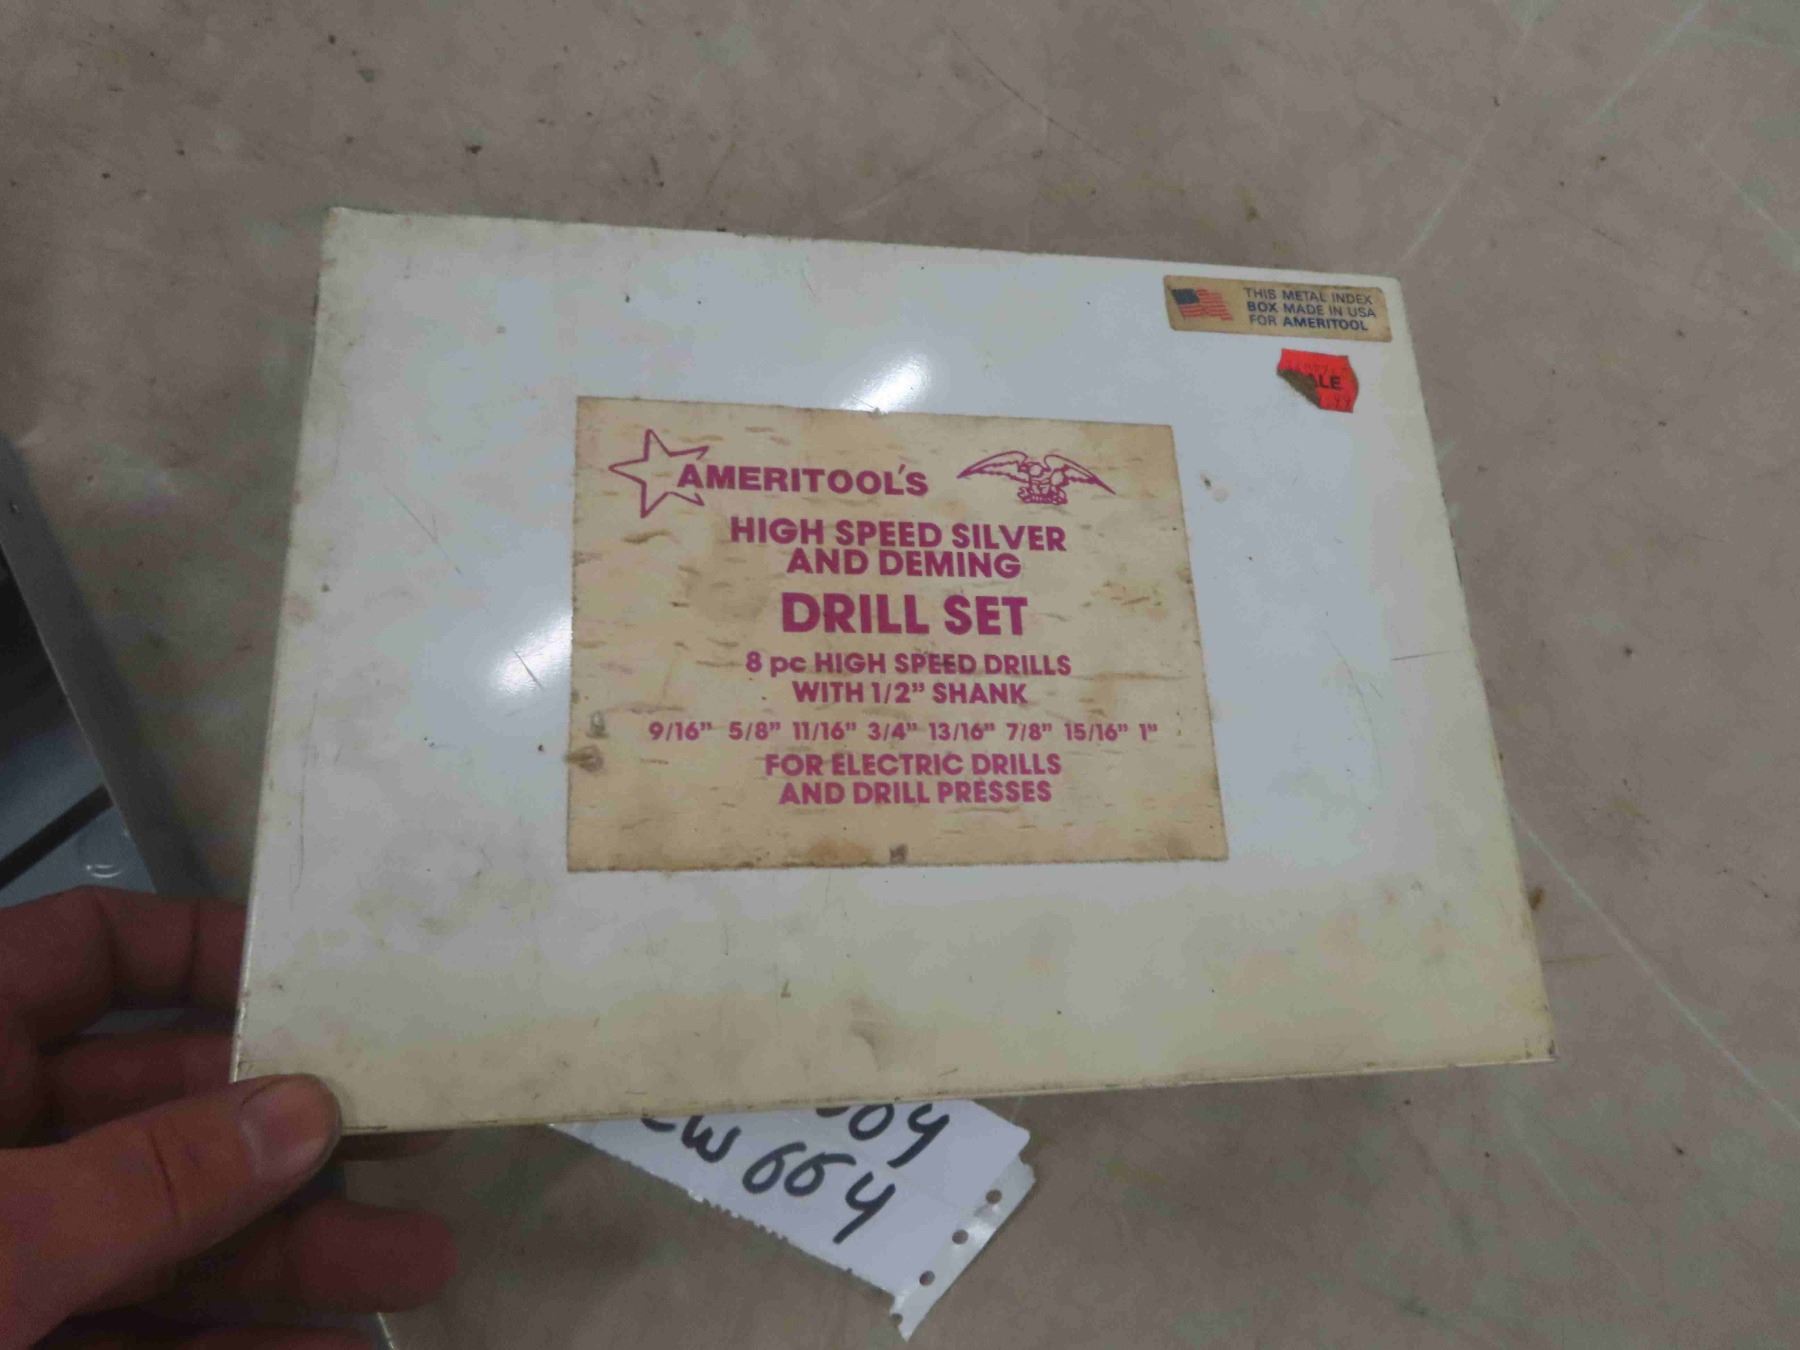 THIS METAL INDEX
BOX MADE IN USA
FOR AMERITOOL
AMERITOOL'S
HIGH SPEED SILVER
AND DEMING
DRILL SET
8 pc HIGH SPEED DRILLS
WITH 1/2" SHANK
9/16" 5/8" 11/16" 3/4" 13/16" 7/8" 15/16" 1"
FOR ELECTRIC DRILLS
AND DRILL PRESSES
664